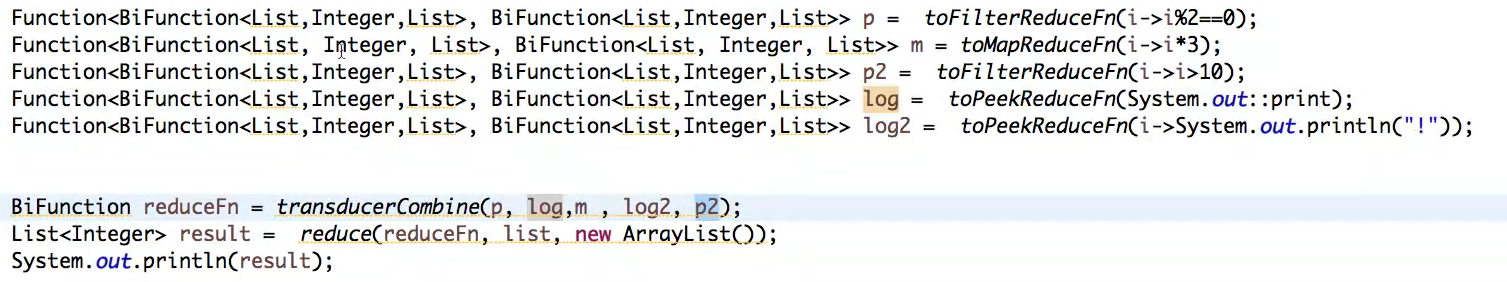 Function<BiFunction<List,Integer,List>, BiFunction<List,Integer,List>> p =  toFilterReduceFn(i->i%2==0);
Function<BiFunction<List, Integer, List>, BiFunction<List, Integer, List>> m = toMapReduceFn(i->i*3);
Function<BiFunction<List,Integer,List>, BiFunction<List,Integer,List>> p2 =  toFilterReduceFn(i->i>10);
Function<BiFunction<List,Integer,List>, BiFunction<List,Integer,List>> log =  toPeekReduceFn(System.out::print);
Function<BiFunction<List,Integer,List>, BiFunction<List,Integer,List>> log2 =  toPeekReduceFn(i->System.out.println("!"));
BiFunction reduceFn = transducerCombine(p, log,m , log2, p2);
List<Integer> result =  reduce(reduceFn, list, new ArrayList());
System.out.println(result);